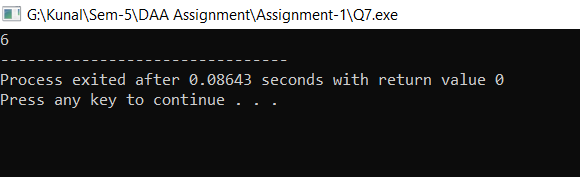 G:\Kunal\Sem-5\DAA Assignment\Assignment-1\Q7.exe
6
--------------------------------
Process exited after 0.08643 seconds with return value 0
Press any key to continue . . .